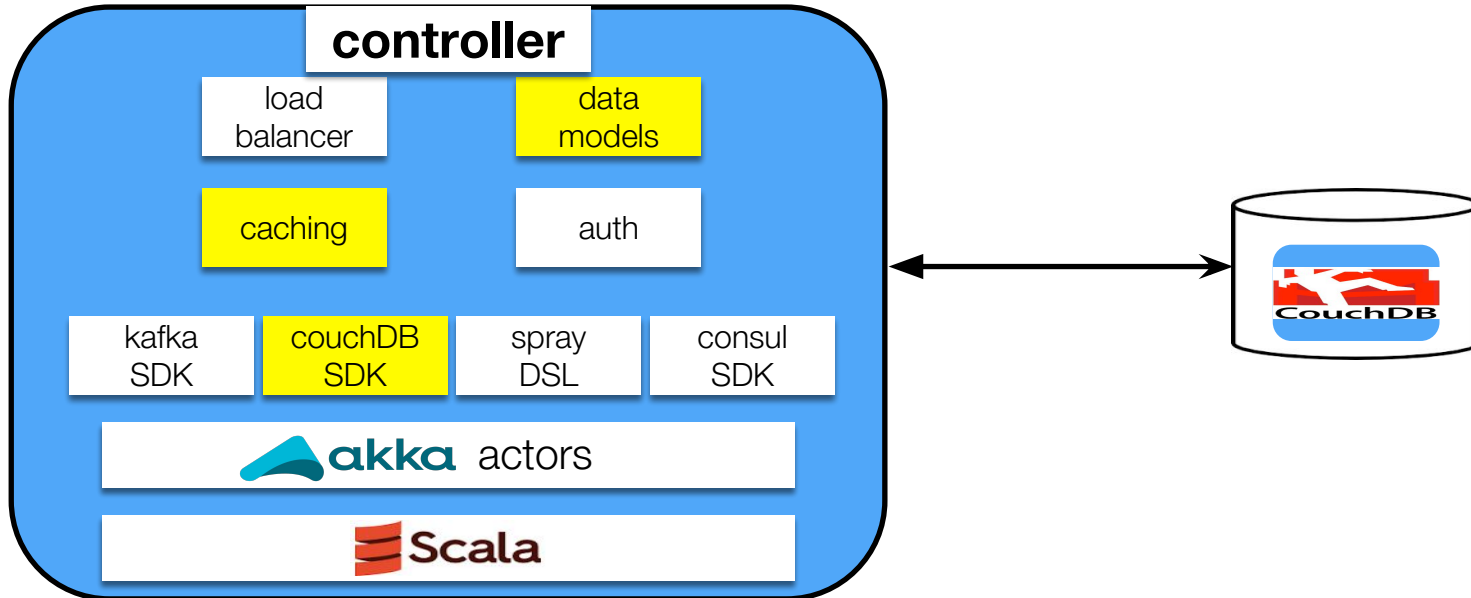 controller
load
balancer
data
models
caching
auth
kafka
SDK
couchDB
SDK
spray
DSL
consul
SDK
akka actors
Scala
CouchDB